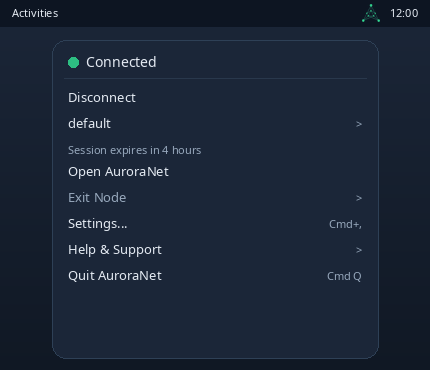 Activities 12:00
Connected
Disconnect
default >
Session expires in 4 hours
Open AuroraNet
Exit Node >
Settings... Cmd+,
Help & Support >
Quit AuroraNet Cmd Q